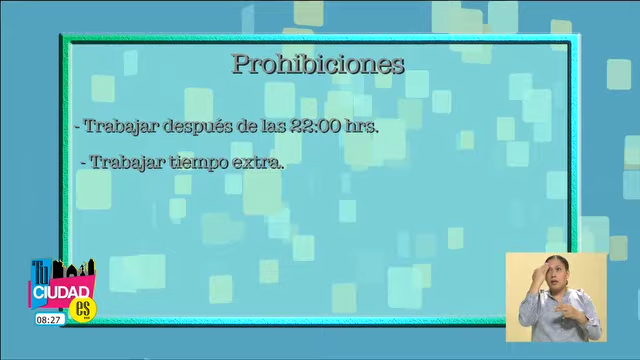 Prohibiciones
- Trabajar después de las 22:00 hrs.
- Trabajar tiempo extra.
Tu
CIUDAD
es
08:27